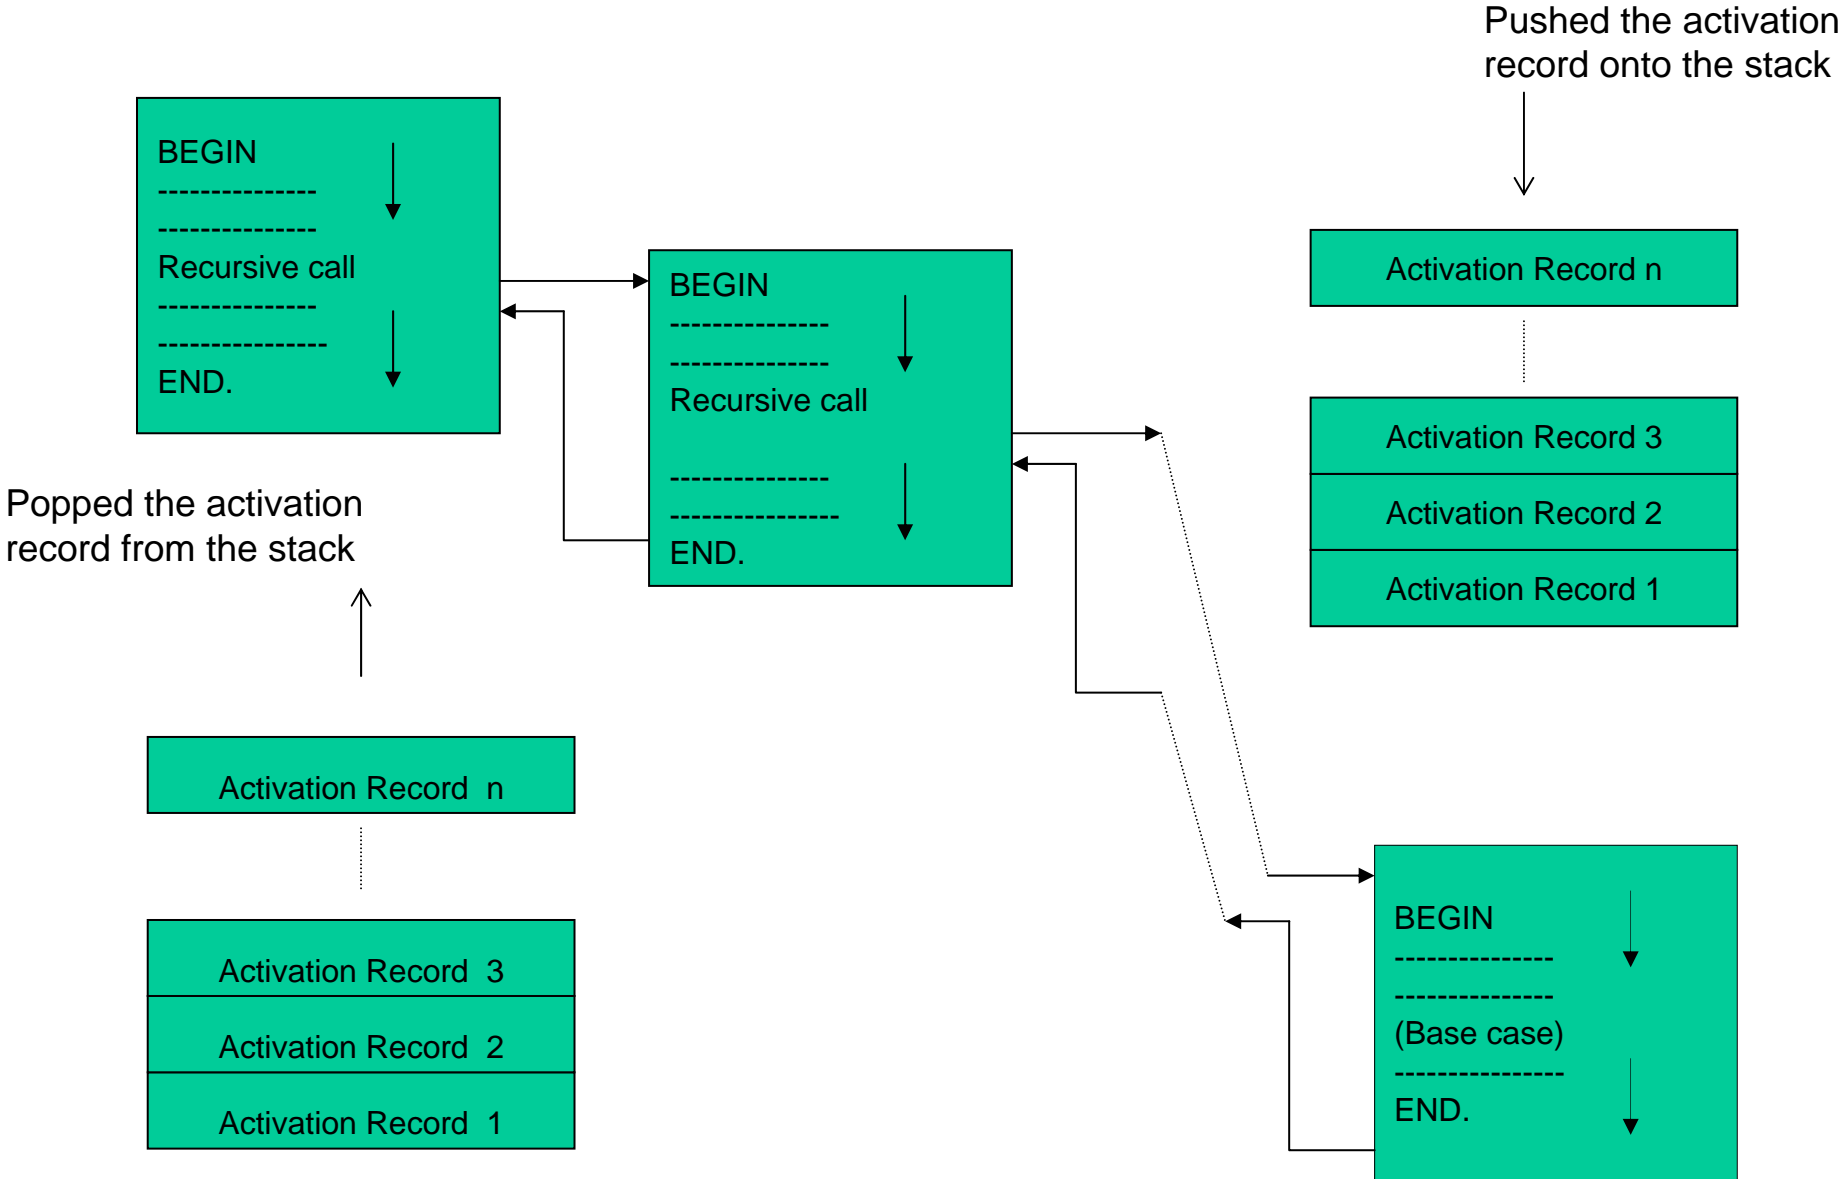 Pushed the activation
record onto the stack
BEGIN
---------------
---------------
Recursive call
---------------
----------------
END.
BEGIN
---------------
---------------
Recursive call
---------------
----------------
END.
Activation Record n
Activation Record 3
Activation Record 2
Activation Record 1
Popped the activation
record from the stack
Activation Record n
Activation Record 3
Activation Record 2
Activation Record 1
BEGIN
---------------
---------------
(Base case)
----------------
END.